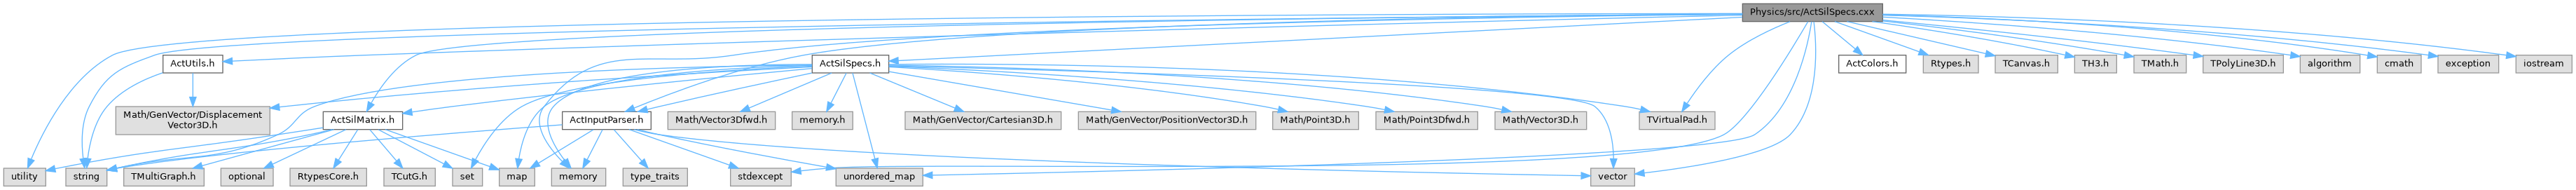 Physics/src/ActSilSpecs.cxx
ActUtils.h
ActSilSpecs.h
ActColors.h
Rtypes.h
TCanvas.h
TH3.h
TMath.h
TPolyLine3D.h
algorithm
cmath
exception
iostream
Math/GenVector/Displacement
Vector3D.h
ActSilMatrix.h
ActInputParser.h
Math/Vector3Dfwd.h
memory.h
Math/GenVector/Cartesian3D.h
Math/GenVector/PositionVector3D.h
Math/Point3D.h
Math/Point3Dfwd.h
Math/Vector3D.h
TVirtualPad.h
utility
string
TMultiGraph.h
optional
RtypesCore.h
TCutG.h
set
map
memory
type_traits
stdexcept
unordered_map
vector